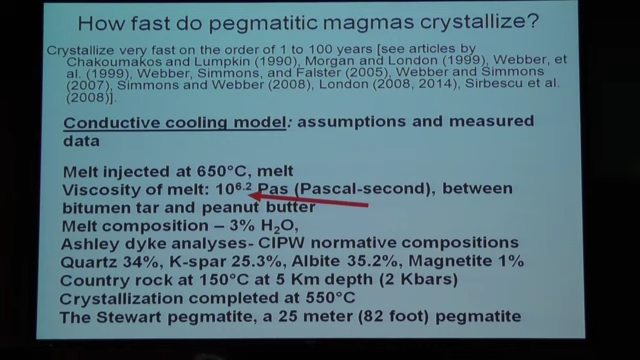 How fast do pegmatitic magmas crystallize?
Crystallize very fast on the order of 1 to 100 years [see articles by
Chakoumakos and Lumpkin (1990), Morgan and London (1999), Webber, et
al. (1999), Webber, Simmons, and Falster (2005), Webber and Simmons
(2007), Simmons and Webber (2008), London (2008, 2014), Sirbescu et al.
(2008)].
Conductive cooling model: assumptions and measured
data
Melt injected at 650°C, melt
Viscosity of melt: 10⁶·² Pas (Pascal-second), between
bitumen tar and peanut butter
Melt composition – 3% H₂O,
Ashley dyke analyses- CIPW normative compositions
Quartz 34%, K-spar 25.3%, Albite 35.2%, Magnetite 1%
Country rock at 150°C at 5 Km depth (2 Kbars)
Crystallization completed at 550°C
The Stewart pegmatite, a 25 meter (82 foot) pegmatite